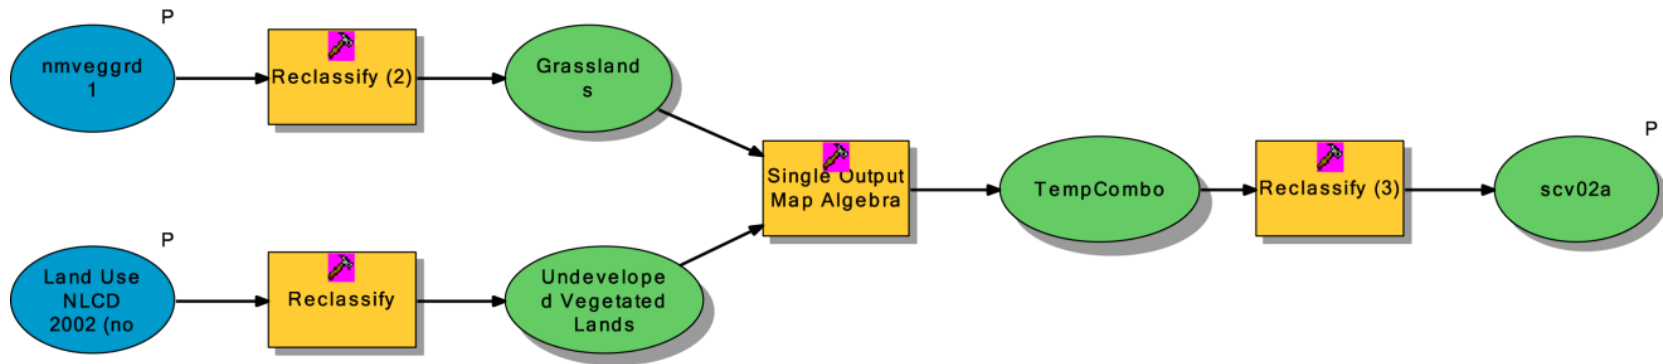 P
nmveggrd
1
Reclassify (2)
Grassland
s
P
Land Use
NLCD
2002 (no
Reclassify
Undevelope
d Vegetated
Lands
Single Output
Map Algebra
TempCombo
Reclassify (3)
P
scv02a